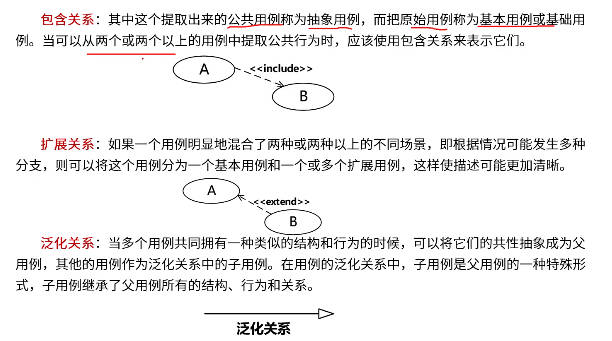 包含关系：其中这个提取出来的公共用例称为抽象用例，而把原始用例称为基本用例或基础用
例。当可以从两个或两个以上的用例中提取公共行为时，应该使用包含关系来表示它们。
A
<<include>>
B
扩展关系：如果一个用例明显地混合了两种或两种以上的不同场景，即根据情况可能发生多种
分支，则可以将这个用例分为一个基本用例和一个或多个扩展用例，这样使描述可能更加清晰。
A
<<extend>>
B
泛化关系：当多个用例共同拥有一种类似的结构和行为的时候，可以将它们的共性抽象成为父
用例，其他的用例作为泛化关系中的子用例。在用例的泛化关系中，子用例是父用例的一种特殊形
式，子用例继承了父用例所有的结构、行为和关系。
泛化关系